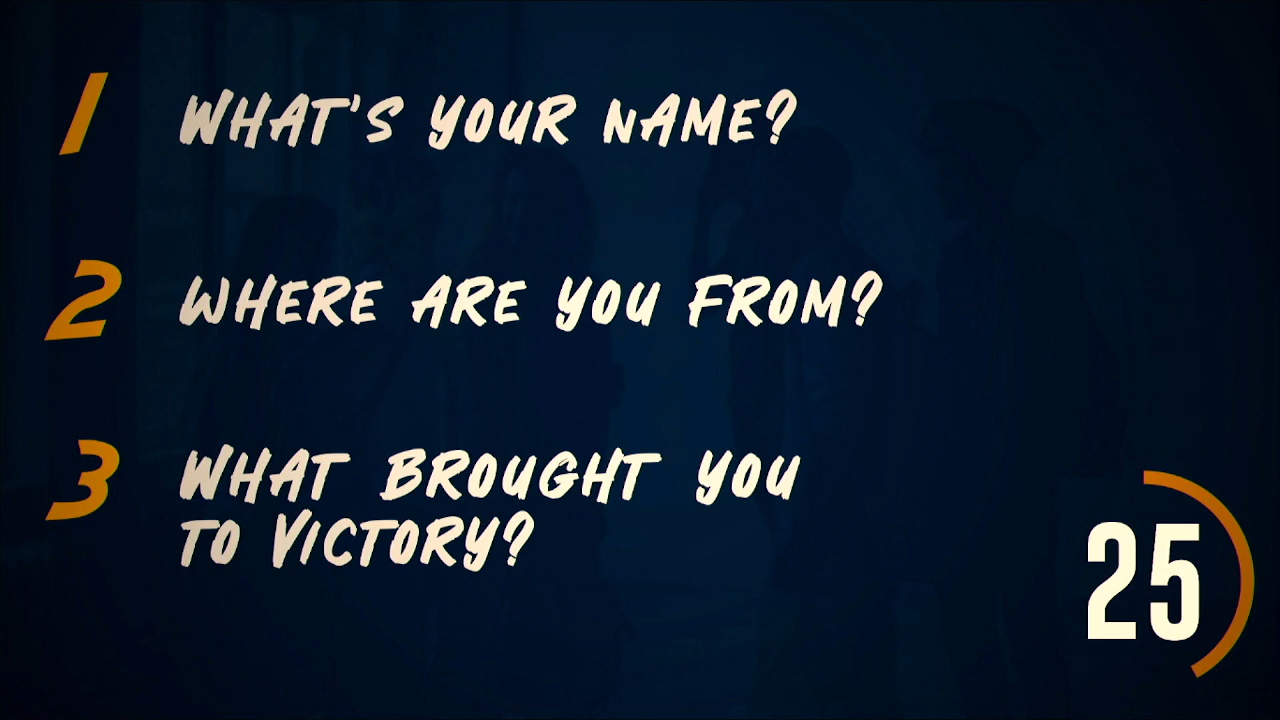 1 WHAT'S YOUR NAME?
2 WHERE ARE YOU FROM?
3 WHAT BROUGHT YOU
TO VICTORY?
25